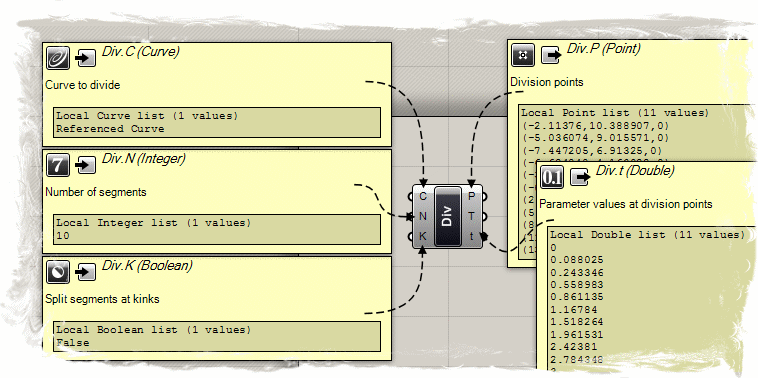 Div.C (Curve)
Curve to divide
Local Curve list (1 values)
Referenced Curve
7
Div.N (Integer)
Number of segments
Local Integer list (1 values)
10
Div.K (Boolean)
Split segments at kinks
Local Boolean list (1 values)
False
C
N
K
Div
P
T
t
Div.P (Point)
Division points
Local Point list (11 values)
(-2.11376,10.388907,0)
(-5.036074,9.015571,0)
(-7.447205,6.91325,0)
0.1
Div.t (Double)
Parameter values at division points
Local Double list (11 values)
0
0.088025
0.243346
0.558983
0.861135
1.16784
1.518264
1.961531
2.42381
2.784348